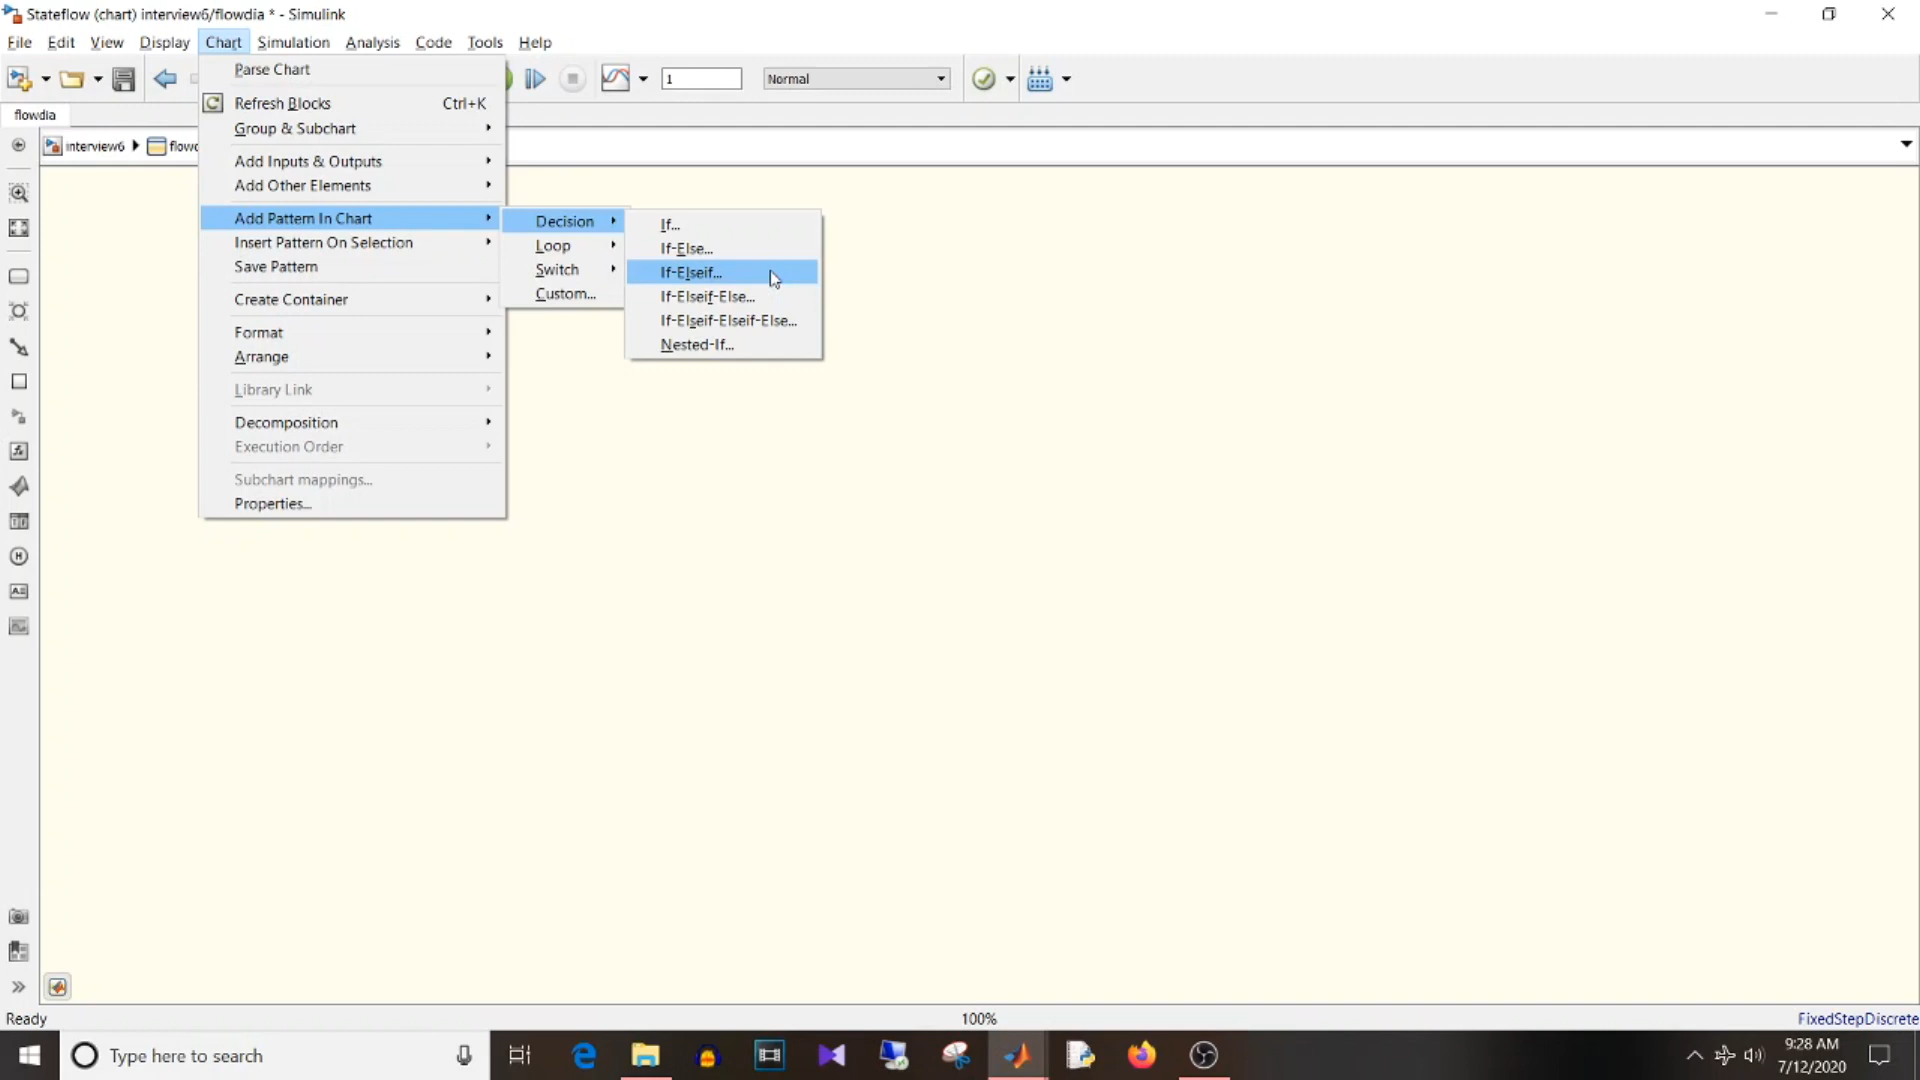 Stateflow (chart) interview6/flowdia * - Simulink
File Edit View Display Chart Simulation Analysis Code Tools Help
1 Normal
flowdia
interview6 flowd
Parse Chart
Refresh Blocks Ctrl+K
Group & Subchart
Add Inputs & Outputs
Add Other Elements
Add Pattern In Chart
Insert Pattern On Selection
Save Pattern
Create Container
Format
Arrange
Library Link
Decomposition
Execution Order
Subchart mappings...
Properties...
Decision
Loop
Switch
Custom...
If...
If-Else...
If-Elseif...
If-Elseif-Else...
If-Elseif-Elseif-Else...
Nested-If...
Ready 100% FixedStepDiscrete
Type here to search
9:28 AM
7/12/2020